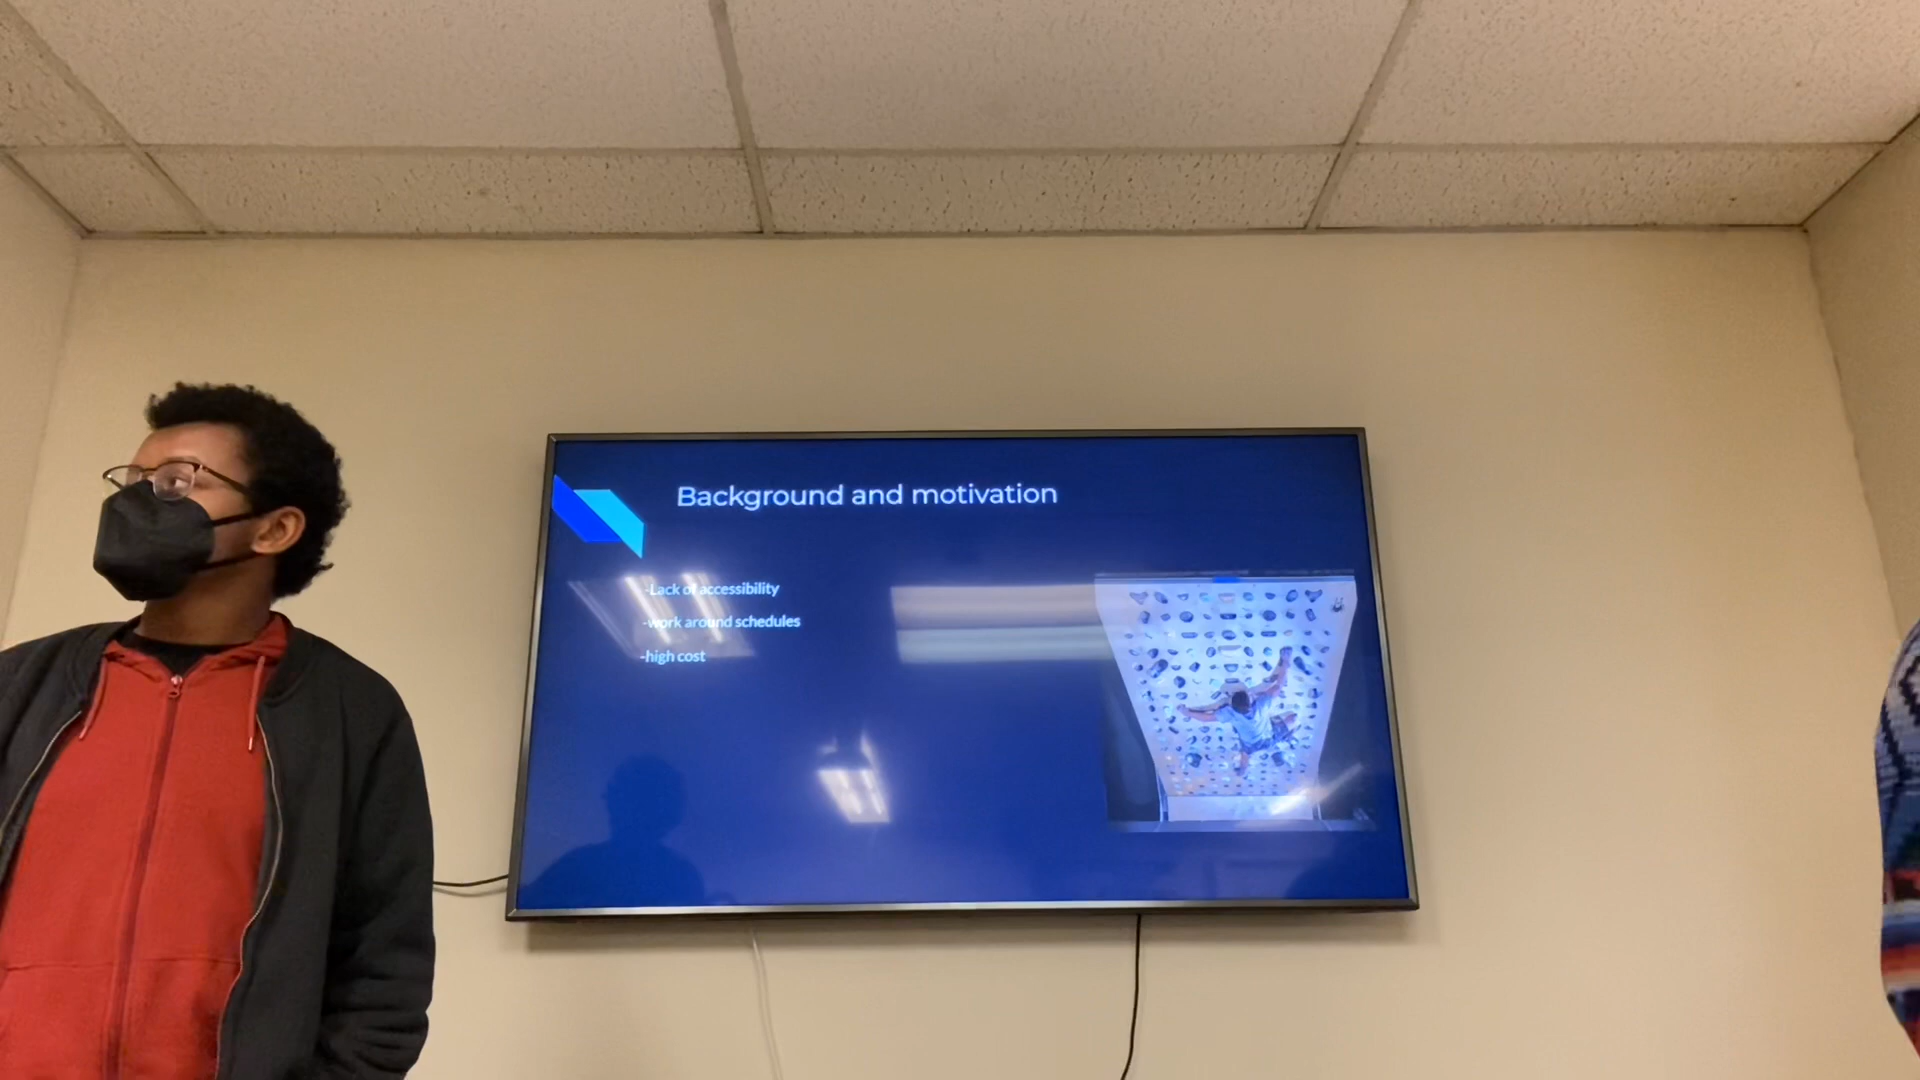 Background and motivation
-Lack of accessibility
-work around schedules
-high cost